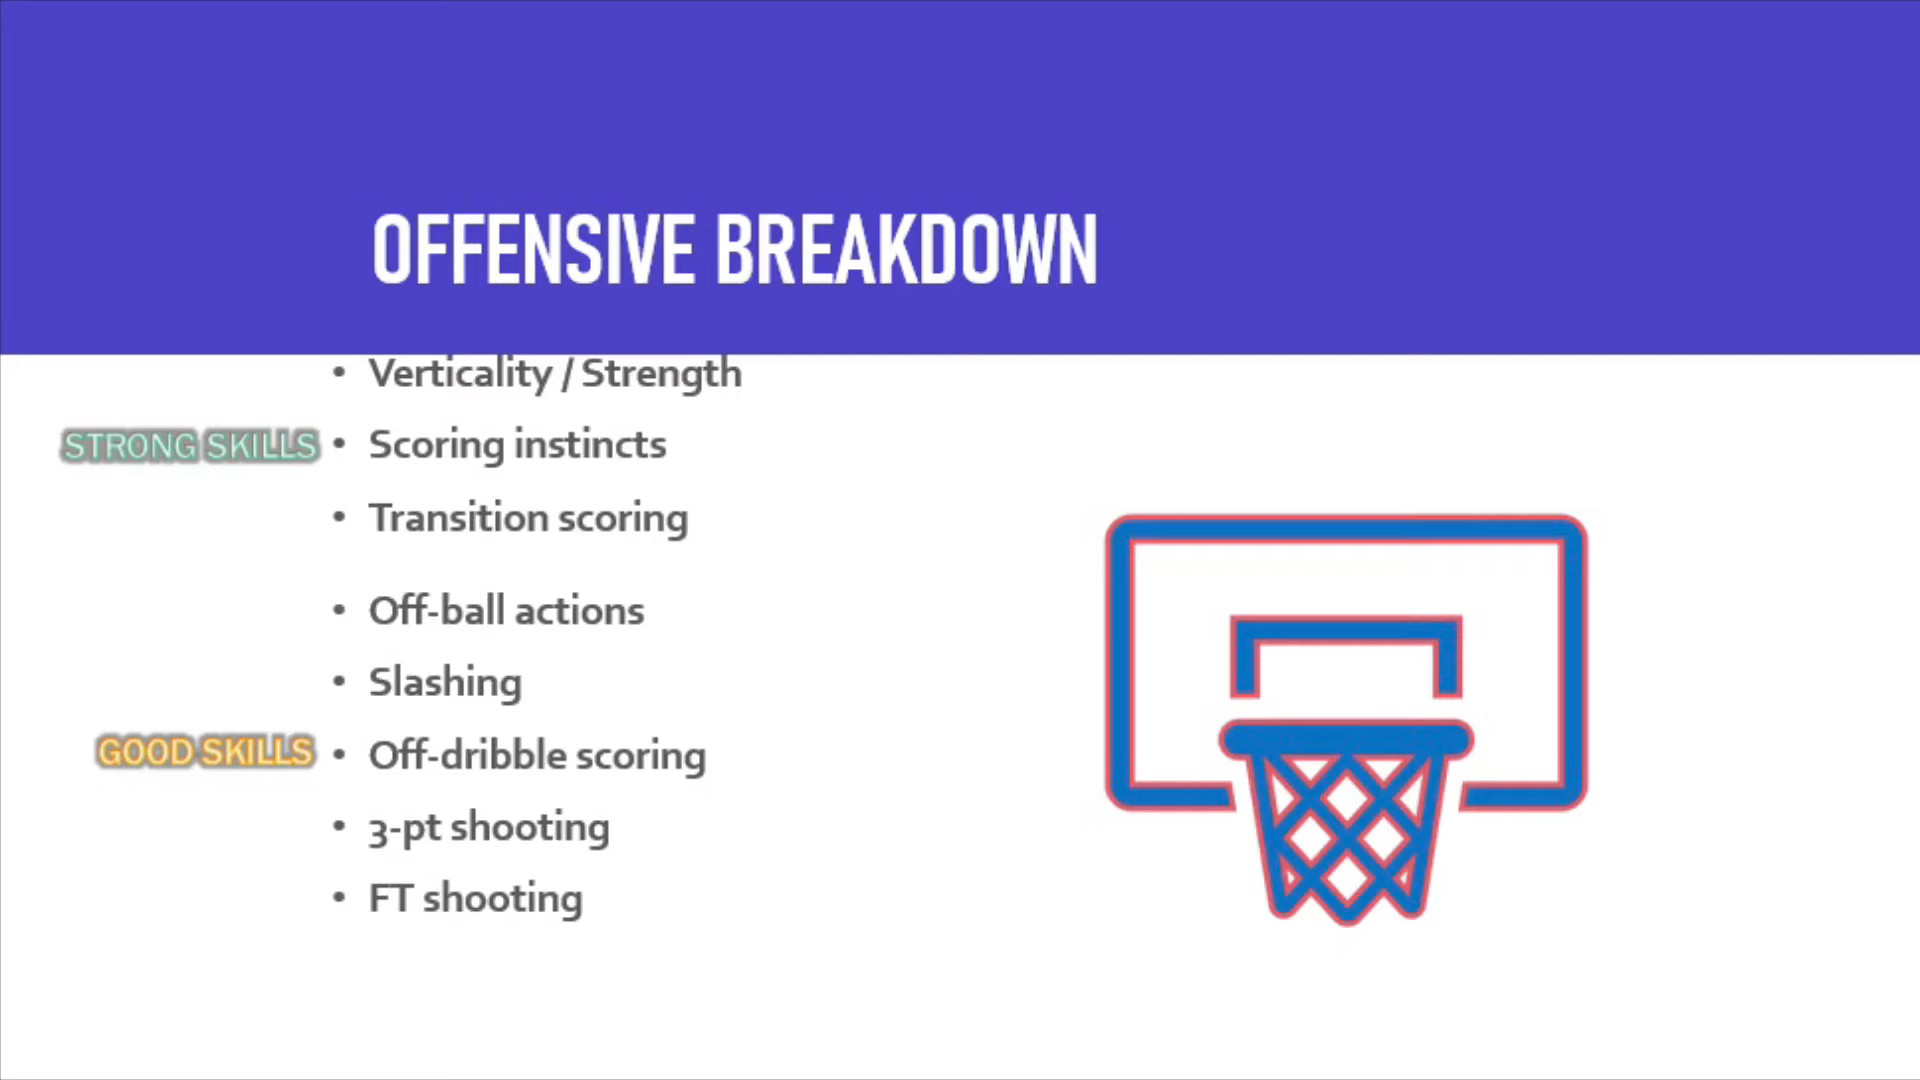 OFFENSIVE BREAKDOWN
• Verticality / Strength
STRONG SKILLS • Scoring instincts
• Transition scoring
• Off-ball actions
• Slashing
GOOD SKILLS • Off-dribble scoring
• 3-pt shooting
• FT shooting